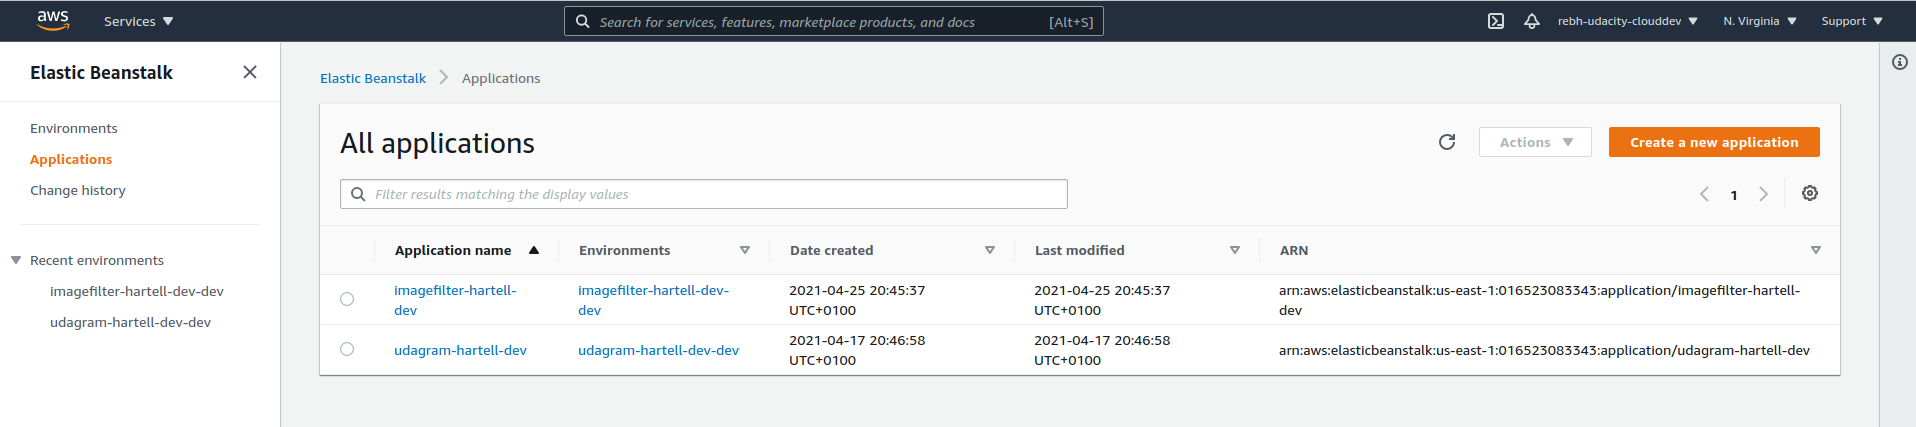 aws Services Search for services, features, marketplace products, and docs [Alt+S] rebh-udacity-clouddev N. Virginia Support
Elastic Beanstalk
Environments
Applications
Change history
Recent environments
imagefilter-hartell-dev-dev
udagram-hartell-dev-dev
Elastic Beanstalk Applications
All applications
Actions Create a new application
Filter results matching the display values
1
Application name Environments Date created Last modified ARN
imagefilter-hartell- imagefilter-hartell-dev- 2021-04-25 20:45:37 2021-04-25 20:45:37 arn:aws:elasticbeanstalk:us-east-1:016523083343:application/imagefilter-hartell-
dev dev UTC+0100 UTC+0100 dev
udagram-hartell-dev udagram-hartell-dev-dev 2021-04-17 20:46:58 2021-04-17 20:46:58 arn:aws:elasticbeanstalk:us-east-1:016523083343:application/udagram-hartell-dev
UTC+0100 UTC+0100